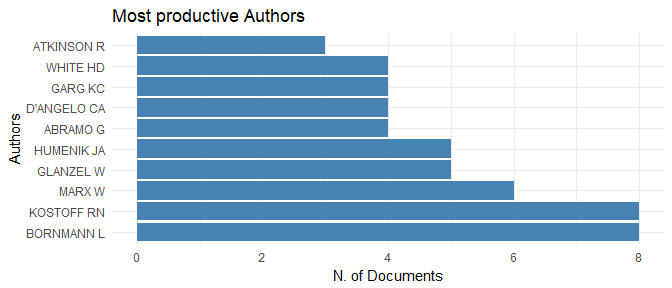 Most productive Authors
Authors
ATKINSON R
WHITE HD
GARG KC
D'ANGELO CA
ABRAMO G
HUMENIK JA
GLANZEL W
MARX W
KOSTOFF RN
BORNMANN L
0 2 4 6 8
N. of Documents